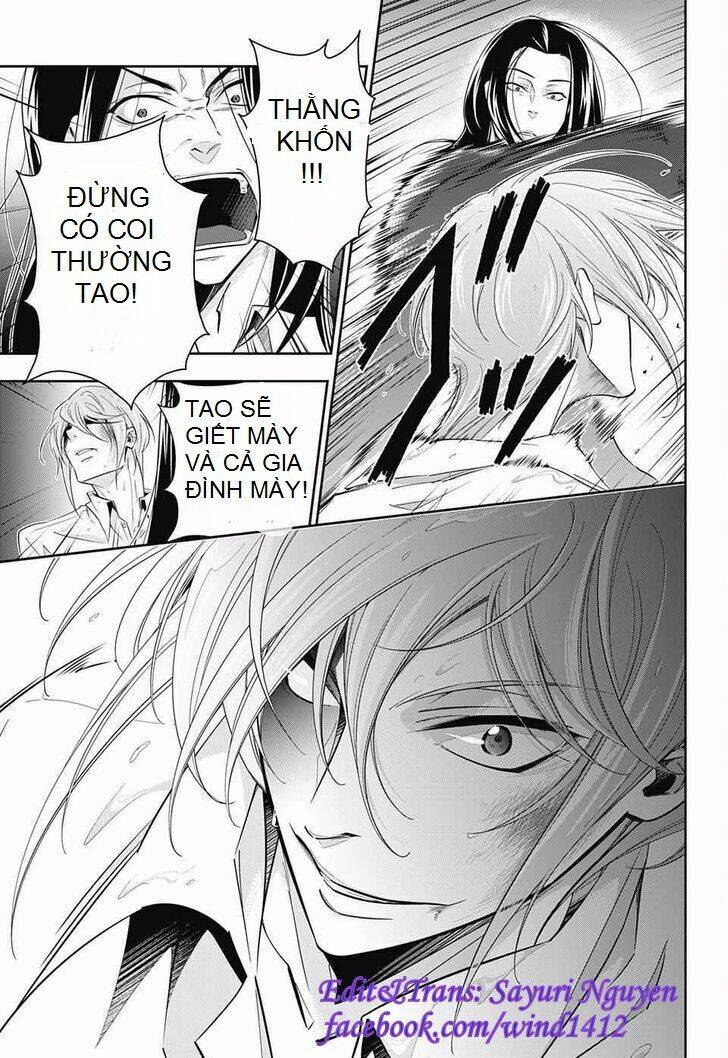 THẰNG
KHỐN
!!!
ĐỪNG
CÓ COI
THƯỜNG
TAO!
TAO SẼ
GIẾT MÀY
VÀ CẢ GIA
ĐÌNH MÀY!
Edit&Trans: Sayuri Nguyen
facebook.com/wind1412